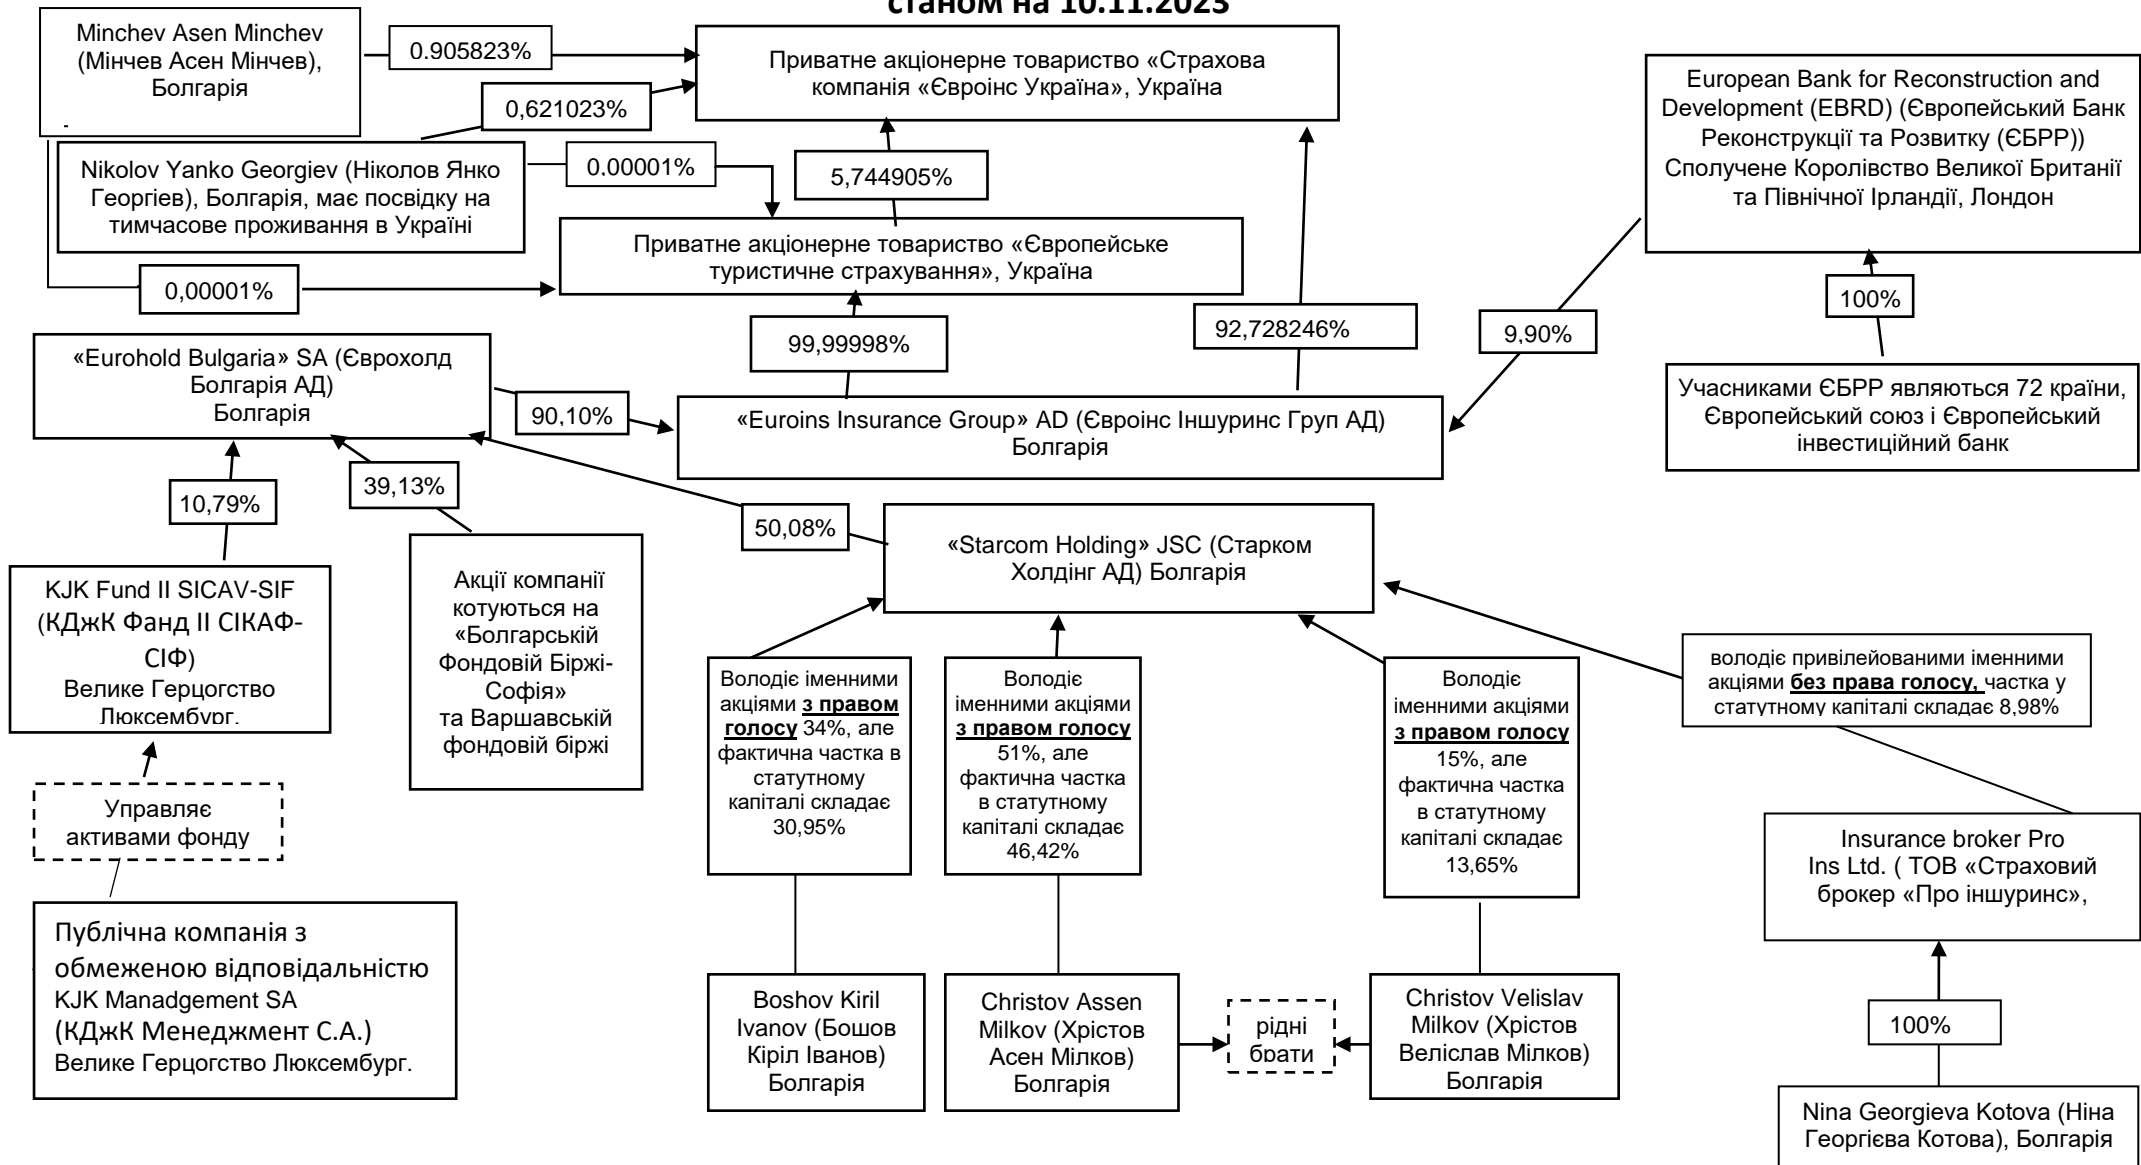 станом на 10.11.2023
Minchev Asen Minchev
(Мінчев Асен Мінчев),
Болгарія
-
0.905823%
Приватне акціонерне товариство «Страхова
компанія «Євроінс Україна», Україна
European Bank for Reconstruction and
Development (EBRD) (Європейський Банк
Реконструкції та Розвитку (ЄБРР))
Сполучене Королівство Великої Британії
та Північної Ірландії, Лондон
0,621023%
Nikolov Yanko Georgiev (Ніколов Янко
Георгієв), Болгарія, має посвідку на
тимчасове проживання в Україні
0,00001%
5,744905%
Приватне акціонерне товариство «Європейське
туристичне страхування», Україна
0,00001%
100%
99,99998%
92,728246%
9,90%
«Eurohold Bulgaria» SA (Єврохолд
Болгарія АД)
Болгарія
90,10%
«Euroins Insurance Group» AD (Євроінс Іншуринс Груп АД)
Болгарія
Учасниками ЄБРР являються 72 країни,
Європейський союз і Європейський
інвестиційний банк
10,79%
39,13%
50,08%
«Starcom Holding» JSC (Старком
Холдінг АД) Болгарія
KJK Fund II SICAV-SIF
(КДжК Фанд ІІ СІКАФ-
СІФ)
Велике Герцогство
Люксембург.
Акції компанії
котуються на
«Болгарській
Фондовій Біржі-
Софія»
та Варшавській
фондовій біржі
Володіє іменними
акціями з правом
голосу 34%, але
фактична частка в
статутному
капіталі складає
30,95%
Володіє
іменними акціями
з правом голосу
51%, але
фактична частка
в статутному
капіталі складає
46,42%
Володіє
іменними акціями
з правом голосу
15%, але
фактична частка
в статутному
капіталі складає
13,65%
володіє привілейованими іменними
акціями без права голосу, частка у
статутному капіталі складає 8,98%
Управляє
активами фонду
Insurance broker Pro
Ins Ltd. ( ТОВ «Страховий
брокер «Про іншуринс»,
Публічна компанія з
обмеженою відповідальністю
KJK Manadgement SA
(КДжК Менеджмент С.А.)
Велике Герцогство Люксембург.
Boshov Kiril
Ivanov (Бошов
Кіріл Іванов)
Болгарія
Christov Assen
Milkov (Хрістов
Асен Мілков)
Болгарія
рідні
брати
Christov Velislav
Milkov (Хрістов
Веліслав Мілков)
Болгарія
100%
Nina Georgieva Kotova (Ніна
Георгієва Котова), Болгарія